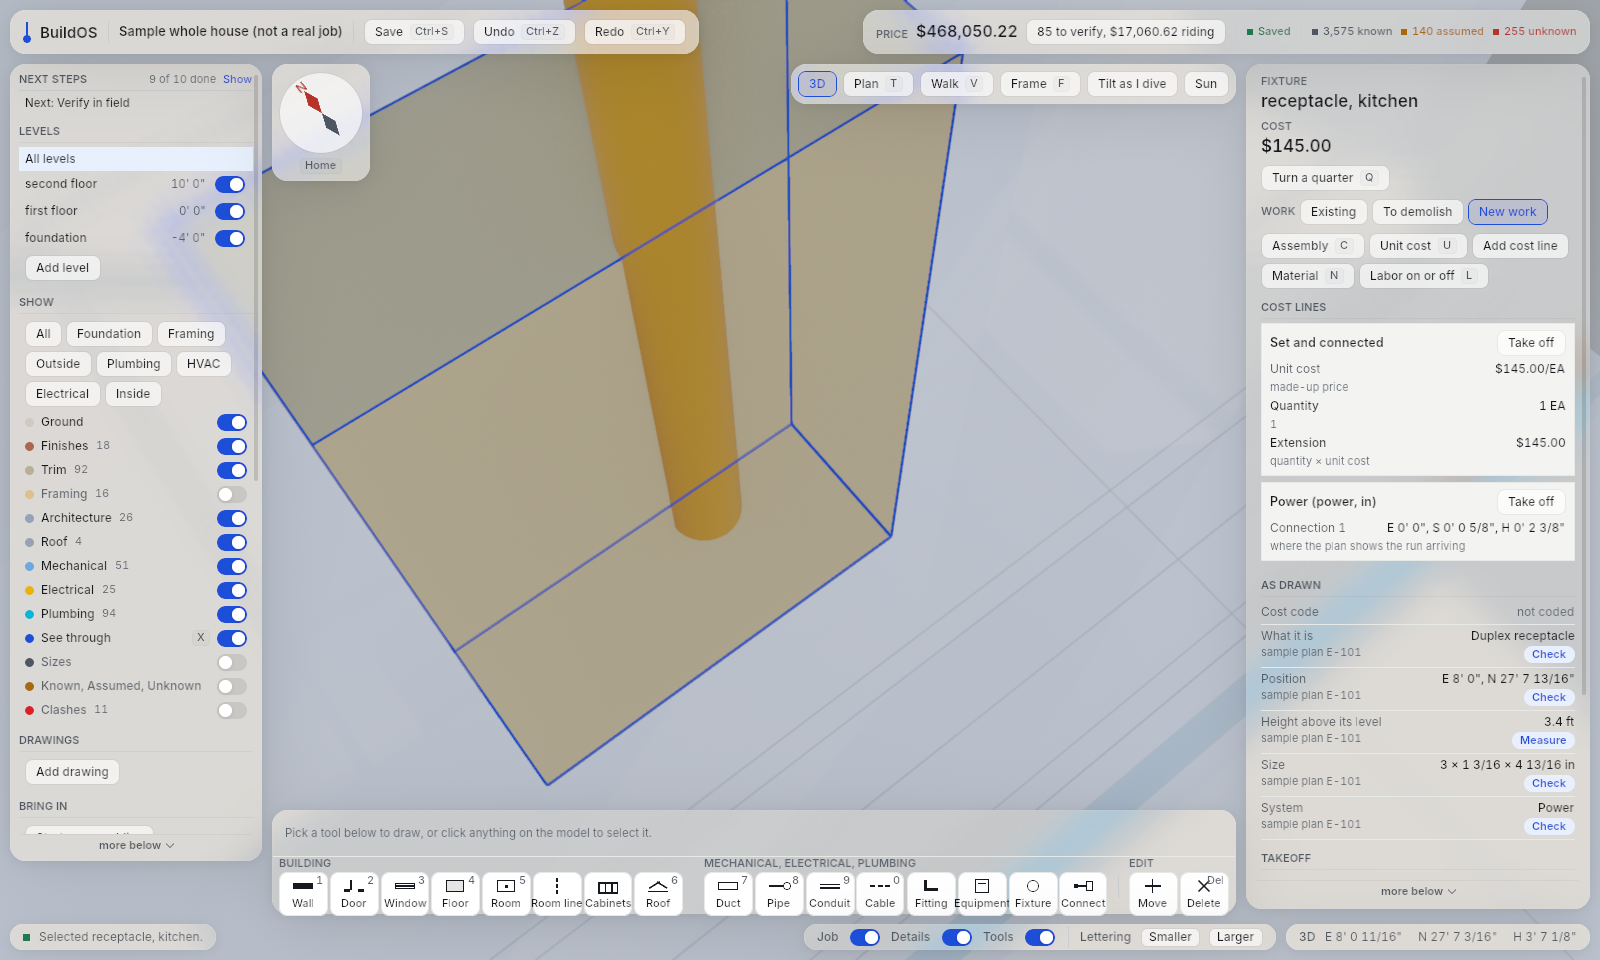 BuildOS
Sample whole house (not a real job)
Save Ctrl+S
Undo Ctrl+Z
Redo Ctrl+Y
PRICE $468,050.22
85 to verify, $17,060.62 riding
Saved
3,575 known
140 assumed
255 unknown
NEXT STEPS
9 of 10 done Show
Next: Verify in field
LEVELS
All levels
second floor 10' 0"
first floor 0' 0"
foundation -4' 0"
Add level
SHOW
All Foundation Framing
Outside Plumbing HVAC
Electrical Inside
Ground
Finishes 18
Trim 92
Framing 16
Architecture 26
Roof 4
Mechanical 51
Electrical 25
Plumbing 94
See through X
Sizes
Known, Assumed, Unknown
Clashes 11
DRAWINGS
Add drawing
BRING IN
more below
N
Home
3D
Plan T
Walk V
Frame F
Tilt as I dive
Sun
FIXTURE
receptacle, kitchen
COST
$145.00
Turn a quarter Q
WORK Existing To demolish New work
Assembly C Unit cost U Add cost line
Material N Labor on or off L
COST LINES
Set and connected Take off
Unit cost $145.00/EA
made-up price
Quantity 1 EA
1
Extension $145.00
quantity × unit cost
Power (power, in) Take off
Connection 1 E 0' 0", S 0' 0 5/8", H 0' 2 3/8"
where the plan shows the run arriving
AS DRAWN
Cost code not coded
What it is Duplex receptacle
sample plan E-101 Check
Position E 8' 0", N 27' 7 13/16"
sample plan E-101 Check
Height above its level 3.4 ft
sample plan E-101 Measure
Size 3 × 1 3/16 × 4 13/16 in
sample plan E-101 Check
System Power
sample plan E-101 Check
TAKEOFF
more below
Pick a tool below to draw, or click anything on the model to select it.
BUILDING
Wall 1
Door 2
Window 3
Floor 4
Room 5
Room line
Cabinets
Roof 6
MECHANICAL, ELECTRICAL, PLUMBING
Duct 7
Pipe 8
Conduit 9
Cable 0
Fitting
Equipment
Fixture
Connect
EDIT
Move
Delete Del
Selected receptacle, kitchen.
Job Details Tools
Lettering Smaller Larger
3D E 8' 0 11/16" N 27' 7 3/16" H 3' 7 1/8"